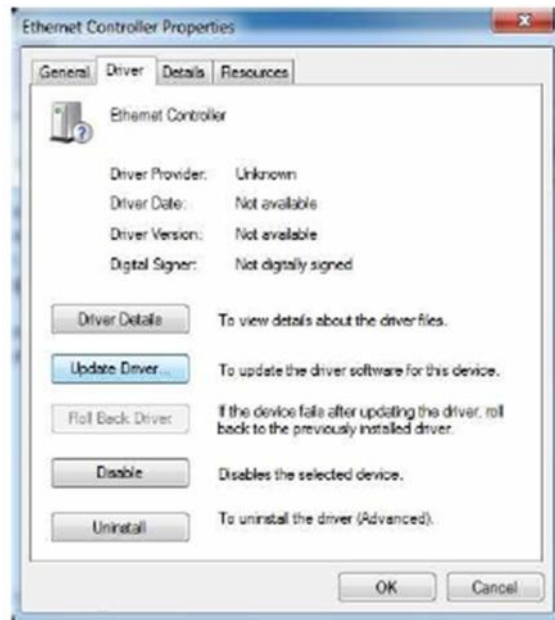 Ethernet Controller Properties
General Driver Details Resources
Ethernet Controller
Driver Provider: Unknown
Driver Date: Not available
Driver Version: Not available
Digital Signer: Not digitally signed
Driver Details To view details about the driver files.
Update Driver... To update the driver software for this device.
Roll Back Driver If the device fails after updating the driver, roll
back to the previously installed driver.
Disable Disables the selected device.
Uninstall To uninstall the driver (Advanced).
OK Cancel